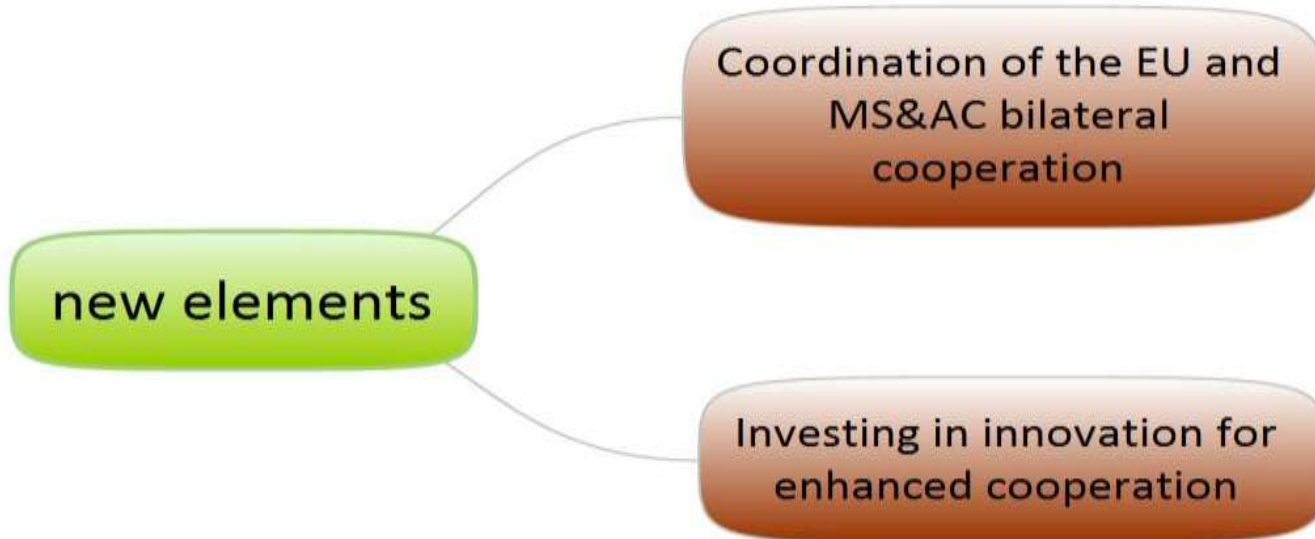 Coordination of the EU and
MS&AC bilateral
cooperation
new elements
Investing in innovation for
enhanced cooperation